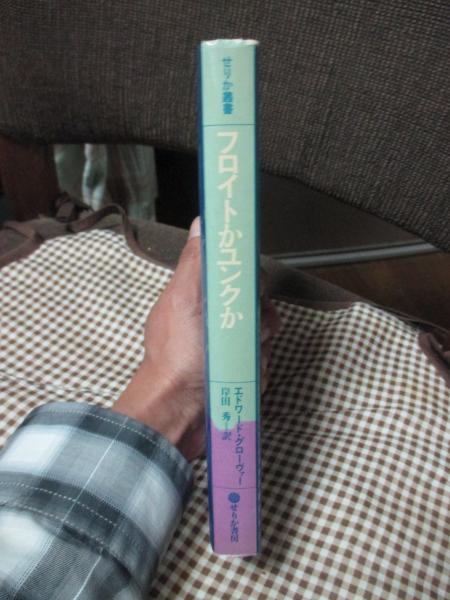 せりか叢書
フロイトかユンクか
エドワード・グローヴァー
岸田 秀―訳
せりか書房